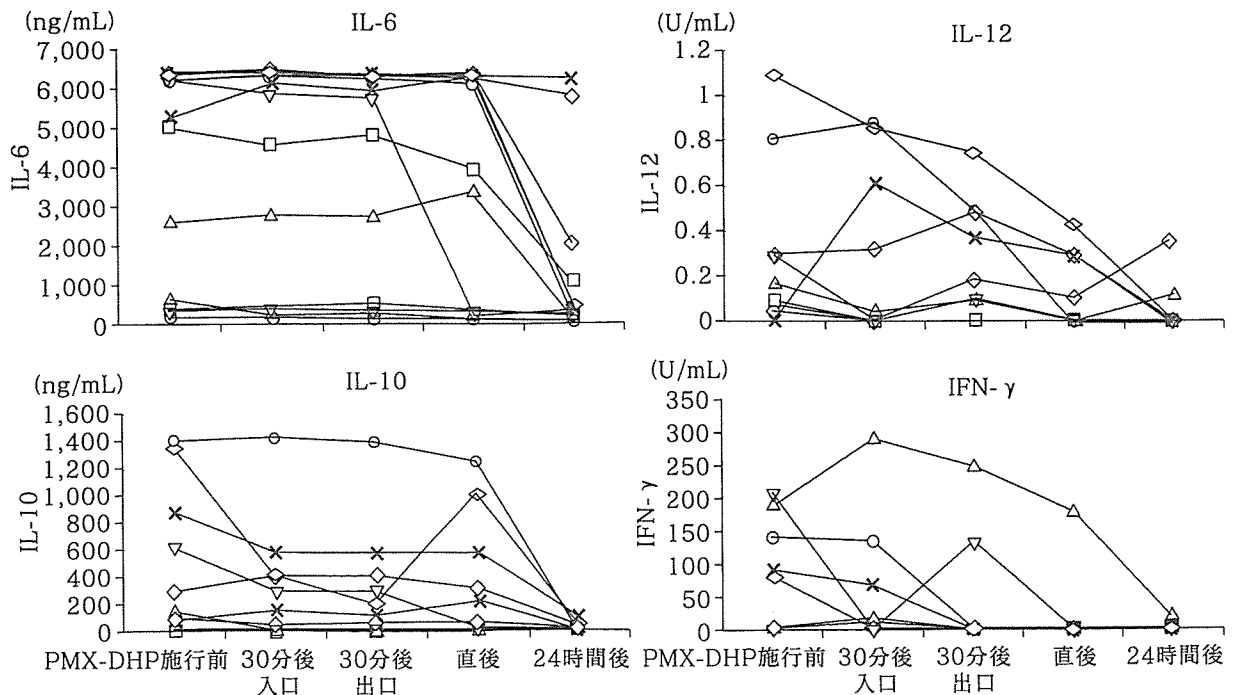 (ng/mL)
IL-6
7,000
6,000
5,000
4,000
3,000
2,000
1,000
0
IL-6
(U/mL)
IL-12
1.2
1
0.8
0.6
0.4
0.2
0
IL-12
(ng/mL)
IL-10
1,600
1,400
1,200
1,000
800
600
400
200
0
IL-10
PMX-DHP施行前
30分後
入口
30分後
出口
直後
24時間後
(U/mL)
IFN-γ
350
300
250
200
150
100
50
0
IFN-γ
PMX-DHP施行前
30分後
入口
30分後
出口
直後
24時間後